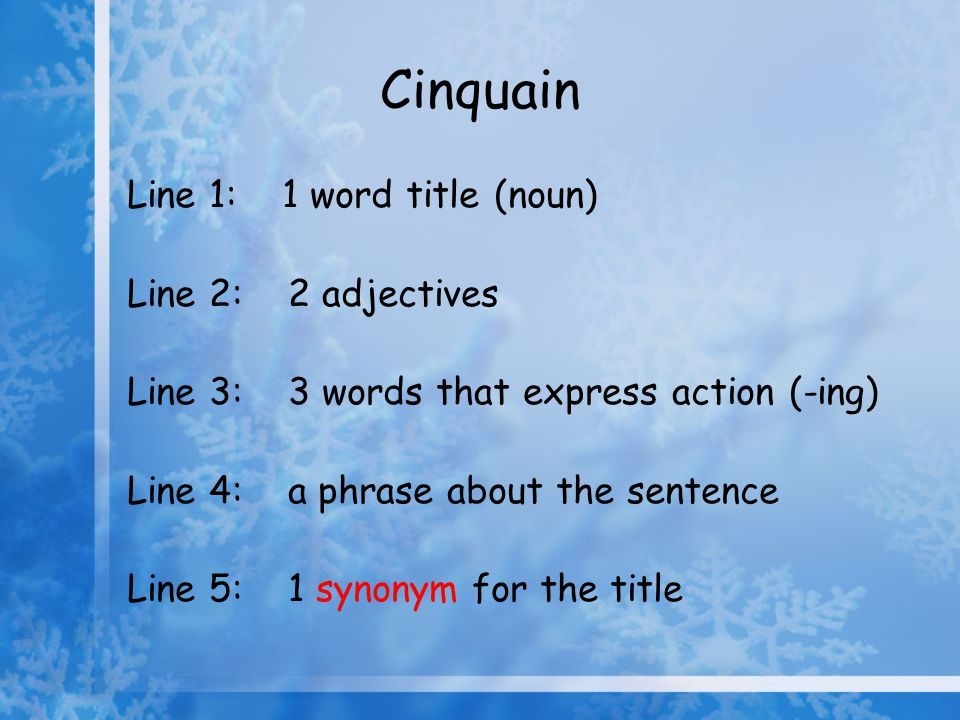 Cinquain
Line 1: 1 word title (noun)
Line 2: 2 adjectives
Line 3: 3 words that express action (-ing)
Line 4: a phrase about the sentence
Line 5: 1 synonym for the title